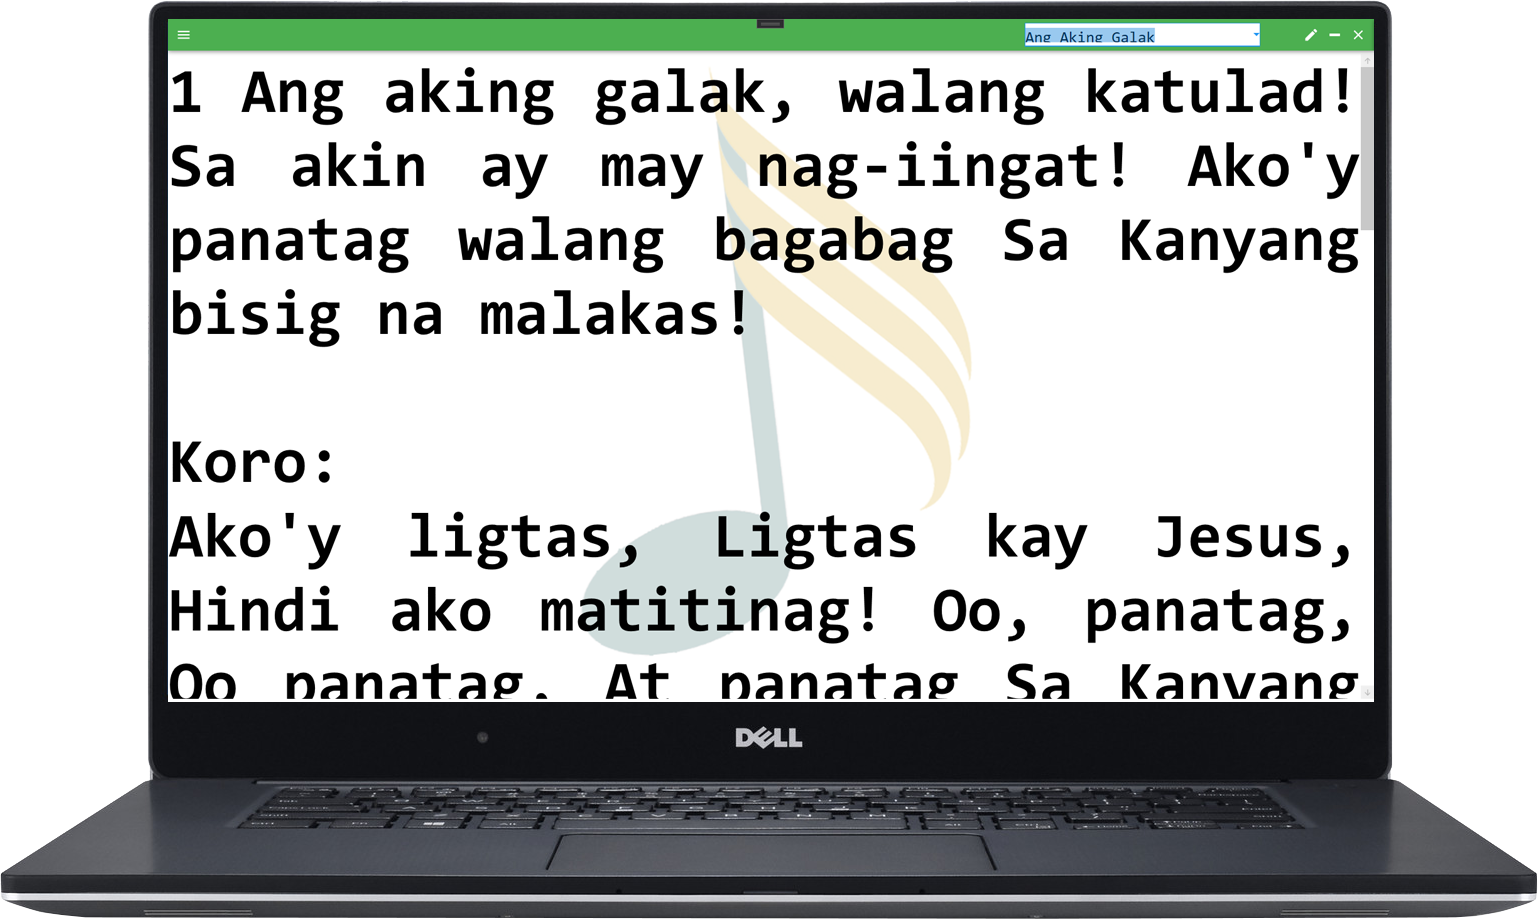 Ang Aking Galak
1 Ang aking galak, walang katulad!
Sa akin ay may nag-iingat! Ako'y
panatag walang bagabag Sa Kanyang
bisig na malakas!
Koro:
Ako'y ligtas, Ligtas kay Jesus,
Hindi ako matitinag! Oo, panatag,
Oo panatag, At panatag Sa Kanyang
DELL